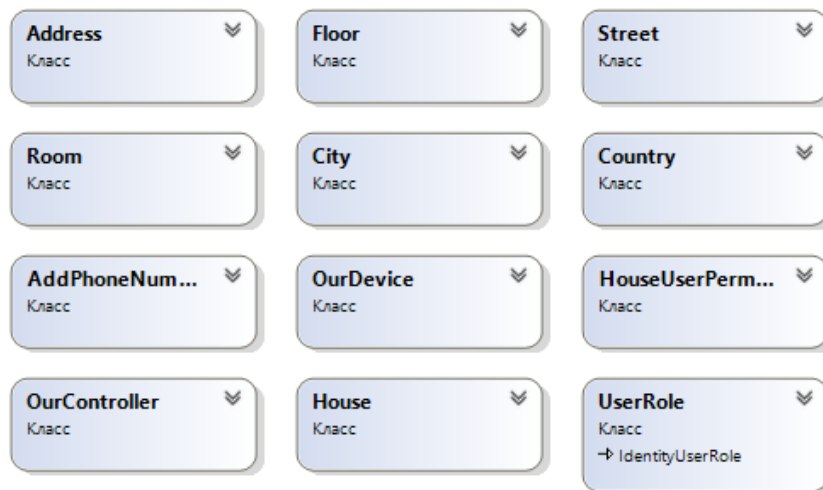 Address
Класс
Floor
Класс
Street
Класс
Room
Класс
City
Класс
Country
Класс
AddPhoneNum...
Класс
OurDevice
Класс
HouseUserPerm...
Класс
OurController
Класс
House
Класс
UserRole
Класс
IdentityUserRole